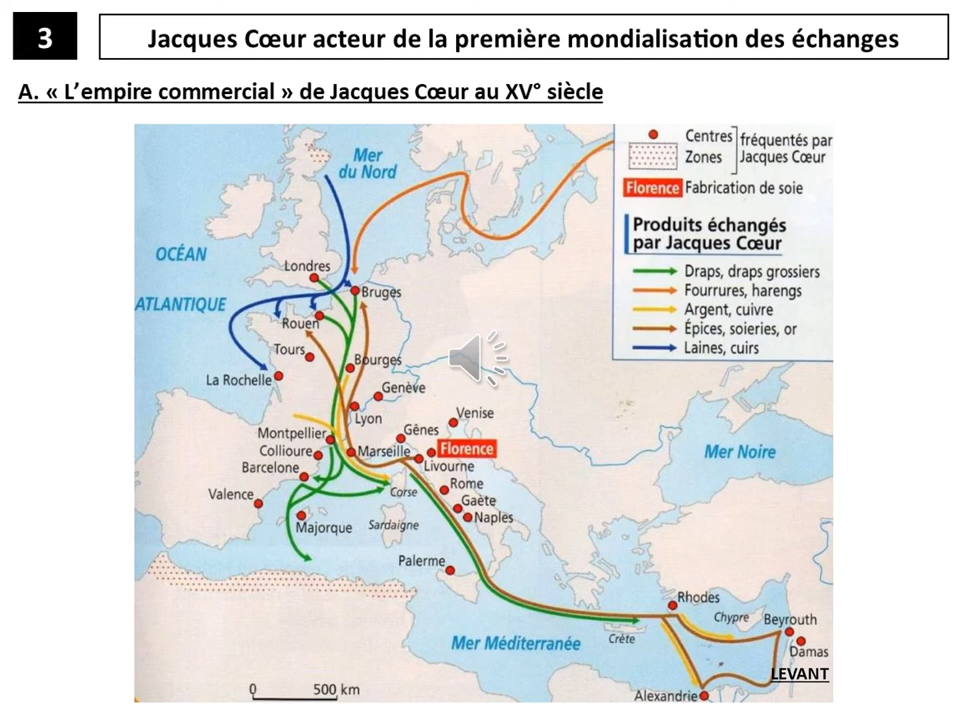 3
Jacques Cœur acteur de la première mondialisation des échanges
A. « L’empire commercial » de Jacques Cœur au XV° siècle
Centres
Zones
fréquentés par
Jacques Cœur
Florence Fabrication de soie
Produits échangés
par Jacques Cœur
Draps, draps grossiers
Fourrures, harengs
Argent, cuivre
Épices, soieries, or
Laines, cuirs
Mer
du Nord
OCÉAN
ATLANTIQUE
Londres
Bruges
Rouen
Tours
Bourges
La Rochelle
Genève
Lyon
Venise
Gênes
Montpellier
Marseille
Florence
Collioure
Livourne
Barcelone
Rome
Corse
Valence
Gaète
Naples
Majorque
Sardaigne
Mer Noire
Palerme
Rhodes
Chypre
Beyrouth
Crète
Damas
Mer Méditerranée
LEVANT
Alexandrie
0 500 km